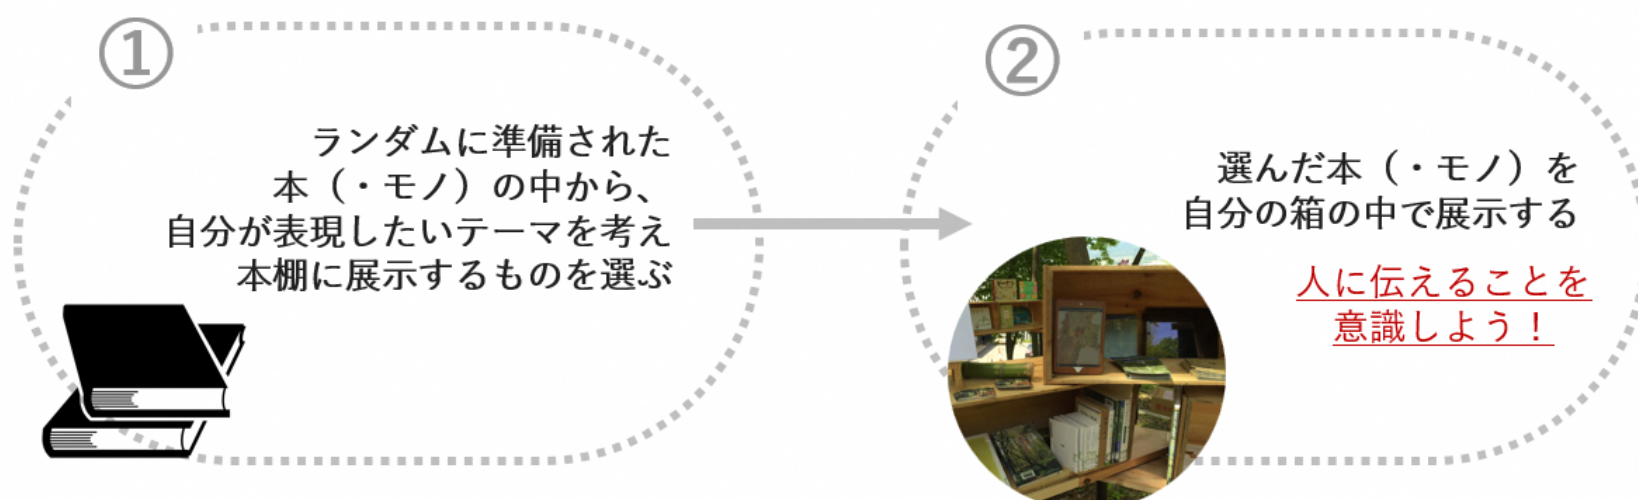 ①
ランダムに準備された
本（・モノ）の中から、
自分が表現したいテーマを考え
本棚に展示するものを選ぶ
②
選んだ本（・モノ）を
自分の箱の中で展示する
人に伝えることを
意識しよう！